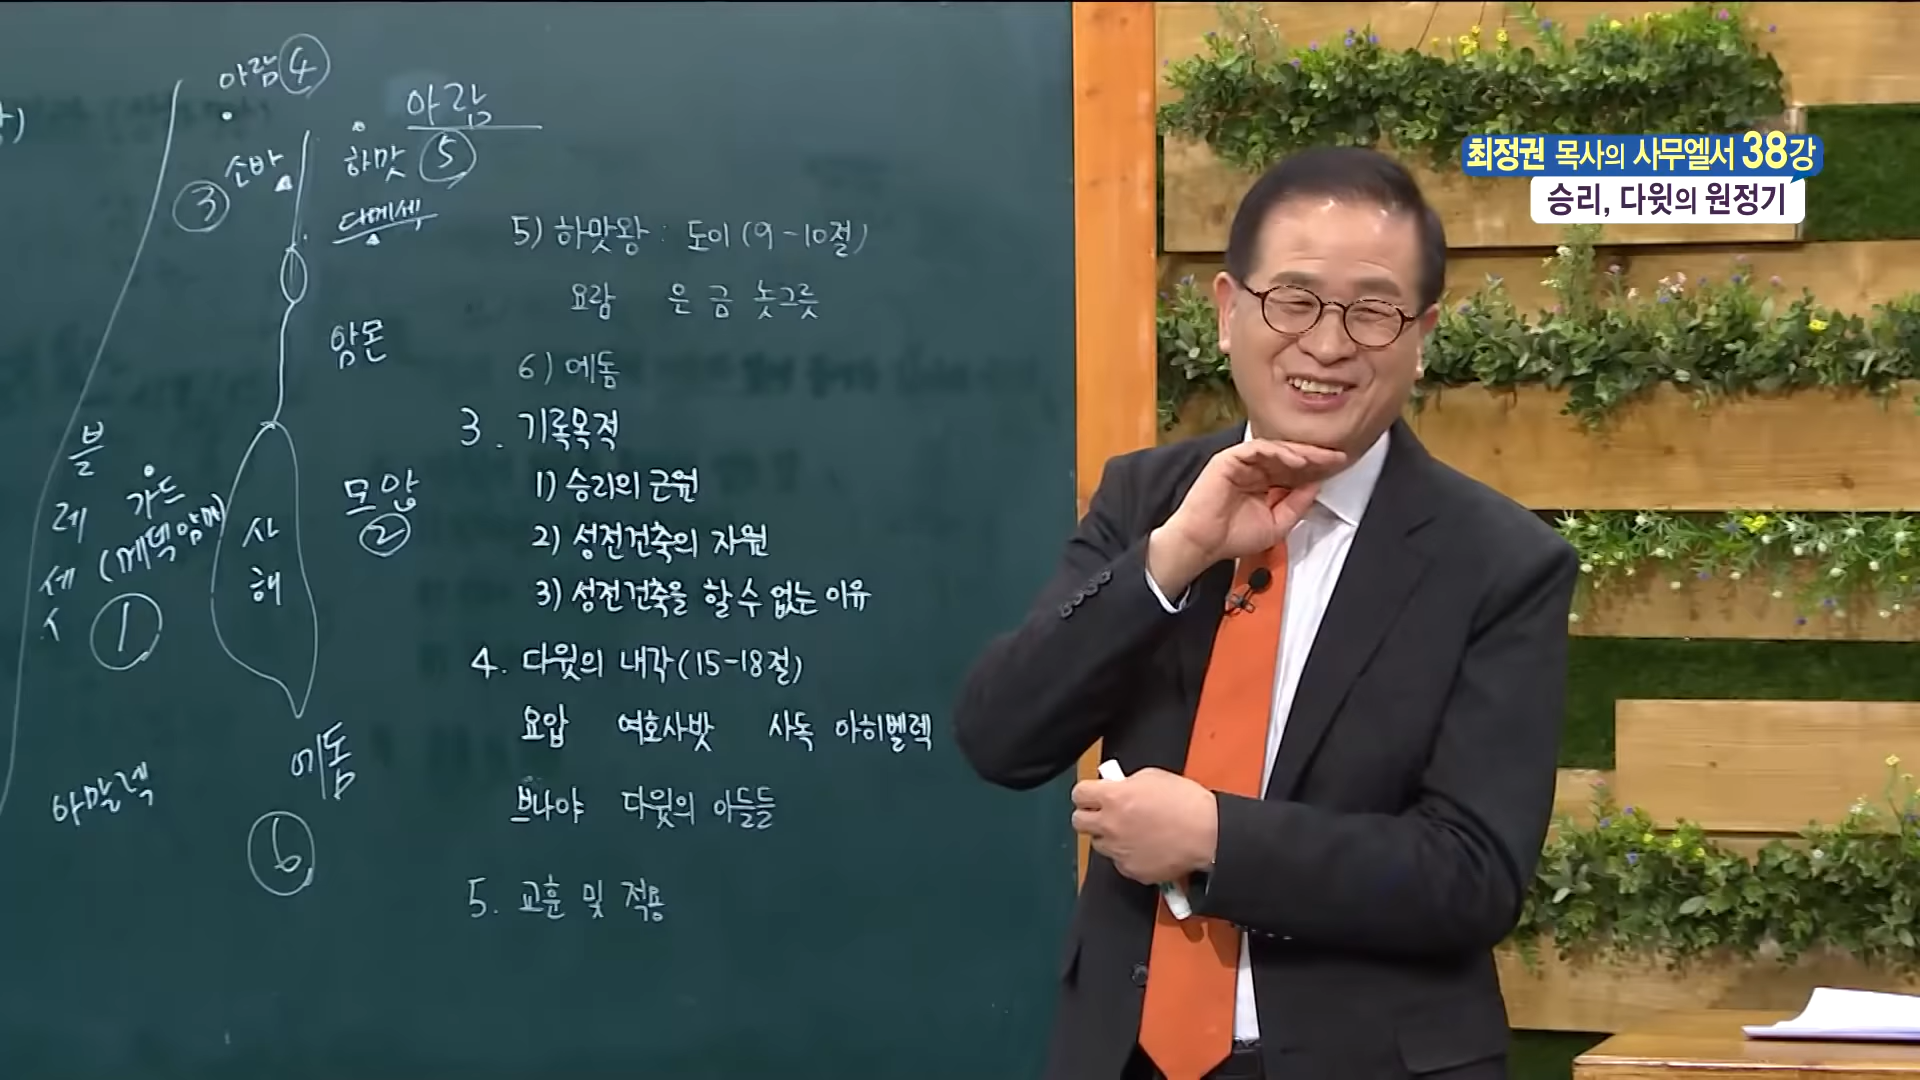 최정권 목사의 사무엘서 38강
승리, 다윗의 원정기
아람 4
아람
소바
3
하맛 5
다메섹
암몬
블
레
세
가드
(메덱암마)
1
사
해
모압
2
에돔
6
아말렉
5) 하맛왕 : 도이 (9-10절)
요람 은 금 놋그릇
6) 에돔
3. 기록목적
1) 승리의 근원
2) 성전건축의 자원
3) 성전건축을 할 수 없는 이유
4. 다윗의 내각 (15-18절)
요압 여호사밧 사독 아히멜렉
브나야 다윗의 아들들
5. 교훈 및 적용